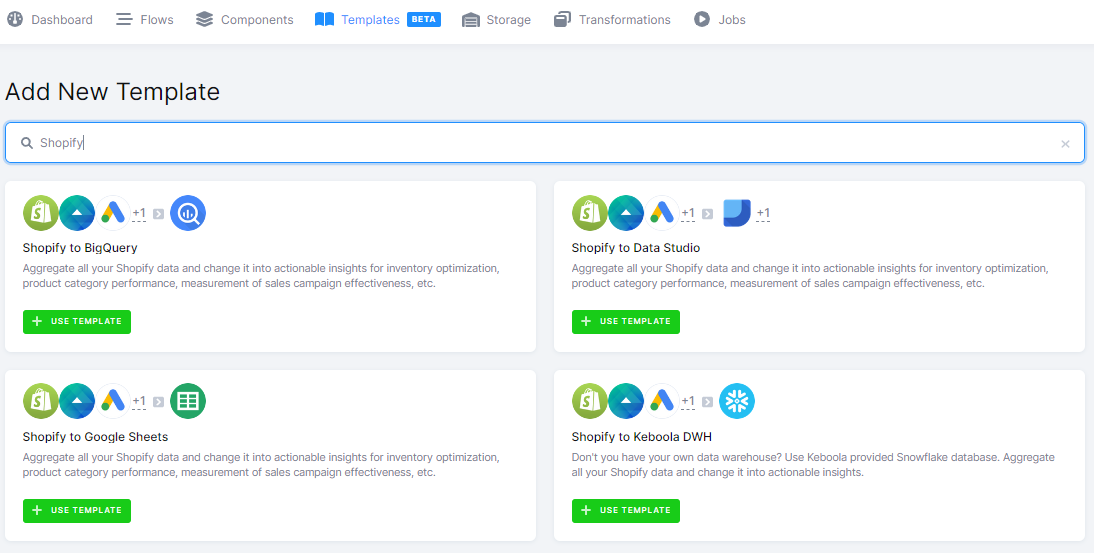 Dashboard Flows Components Templates BETA Storage Transformations Jobs
Add New Template
Shopify
+1
+1 +1
Shopify to BigQuery
Aggregate all your Shopify data and change it into actionable insights for inventory optimization,
product category performance, measurement of sales campaign effectiveness, etc.
USE TEMPLATE
Shopify to Data Studio
Aggregate all your Shopify data and change it into actionable insights for inventory optimization,
product category performance, measurement of sales campaign effectiveness, etc.
USE TEMPLATE
+1
Shopify to Google Sheets
Aggregate all your Shopify data and change it into actionable insights for inventory optimization,
product category performance, measurement of sales campaign effectiveness, etc.
USE TEMPLATE
+1
Shopify to Keboola DWH
Don't you have your own data warehouse? Use Keboola provided Snowflake database. Aggregate
all your Shopify data and change it into actionable insights.
USE TEMPLATE